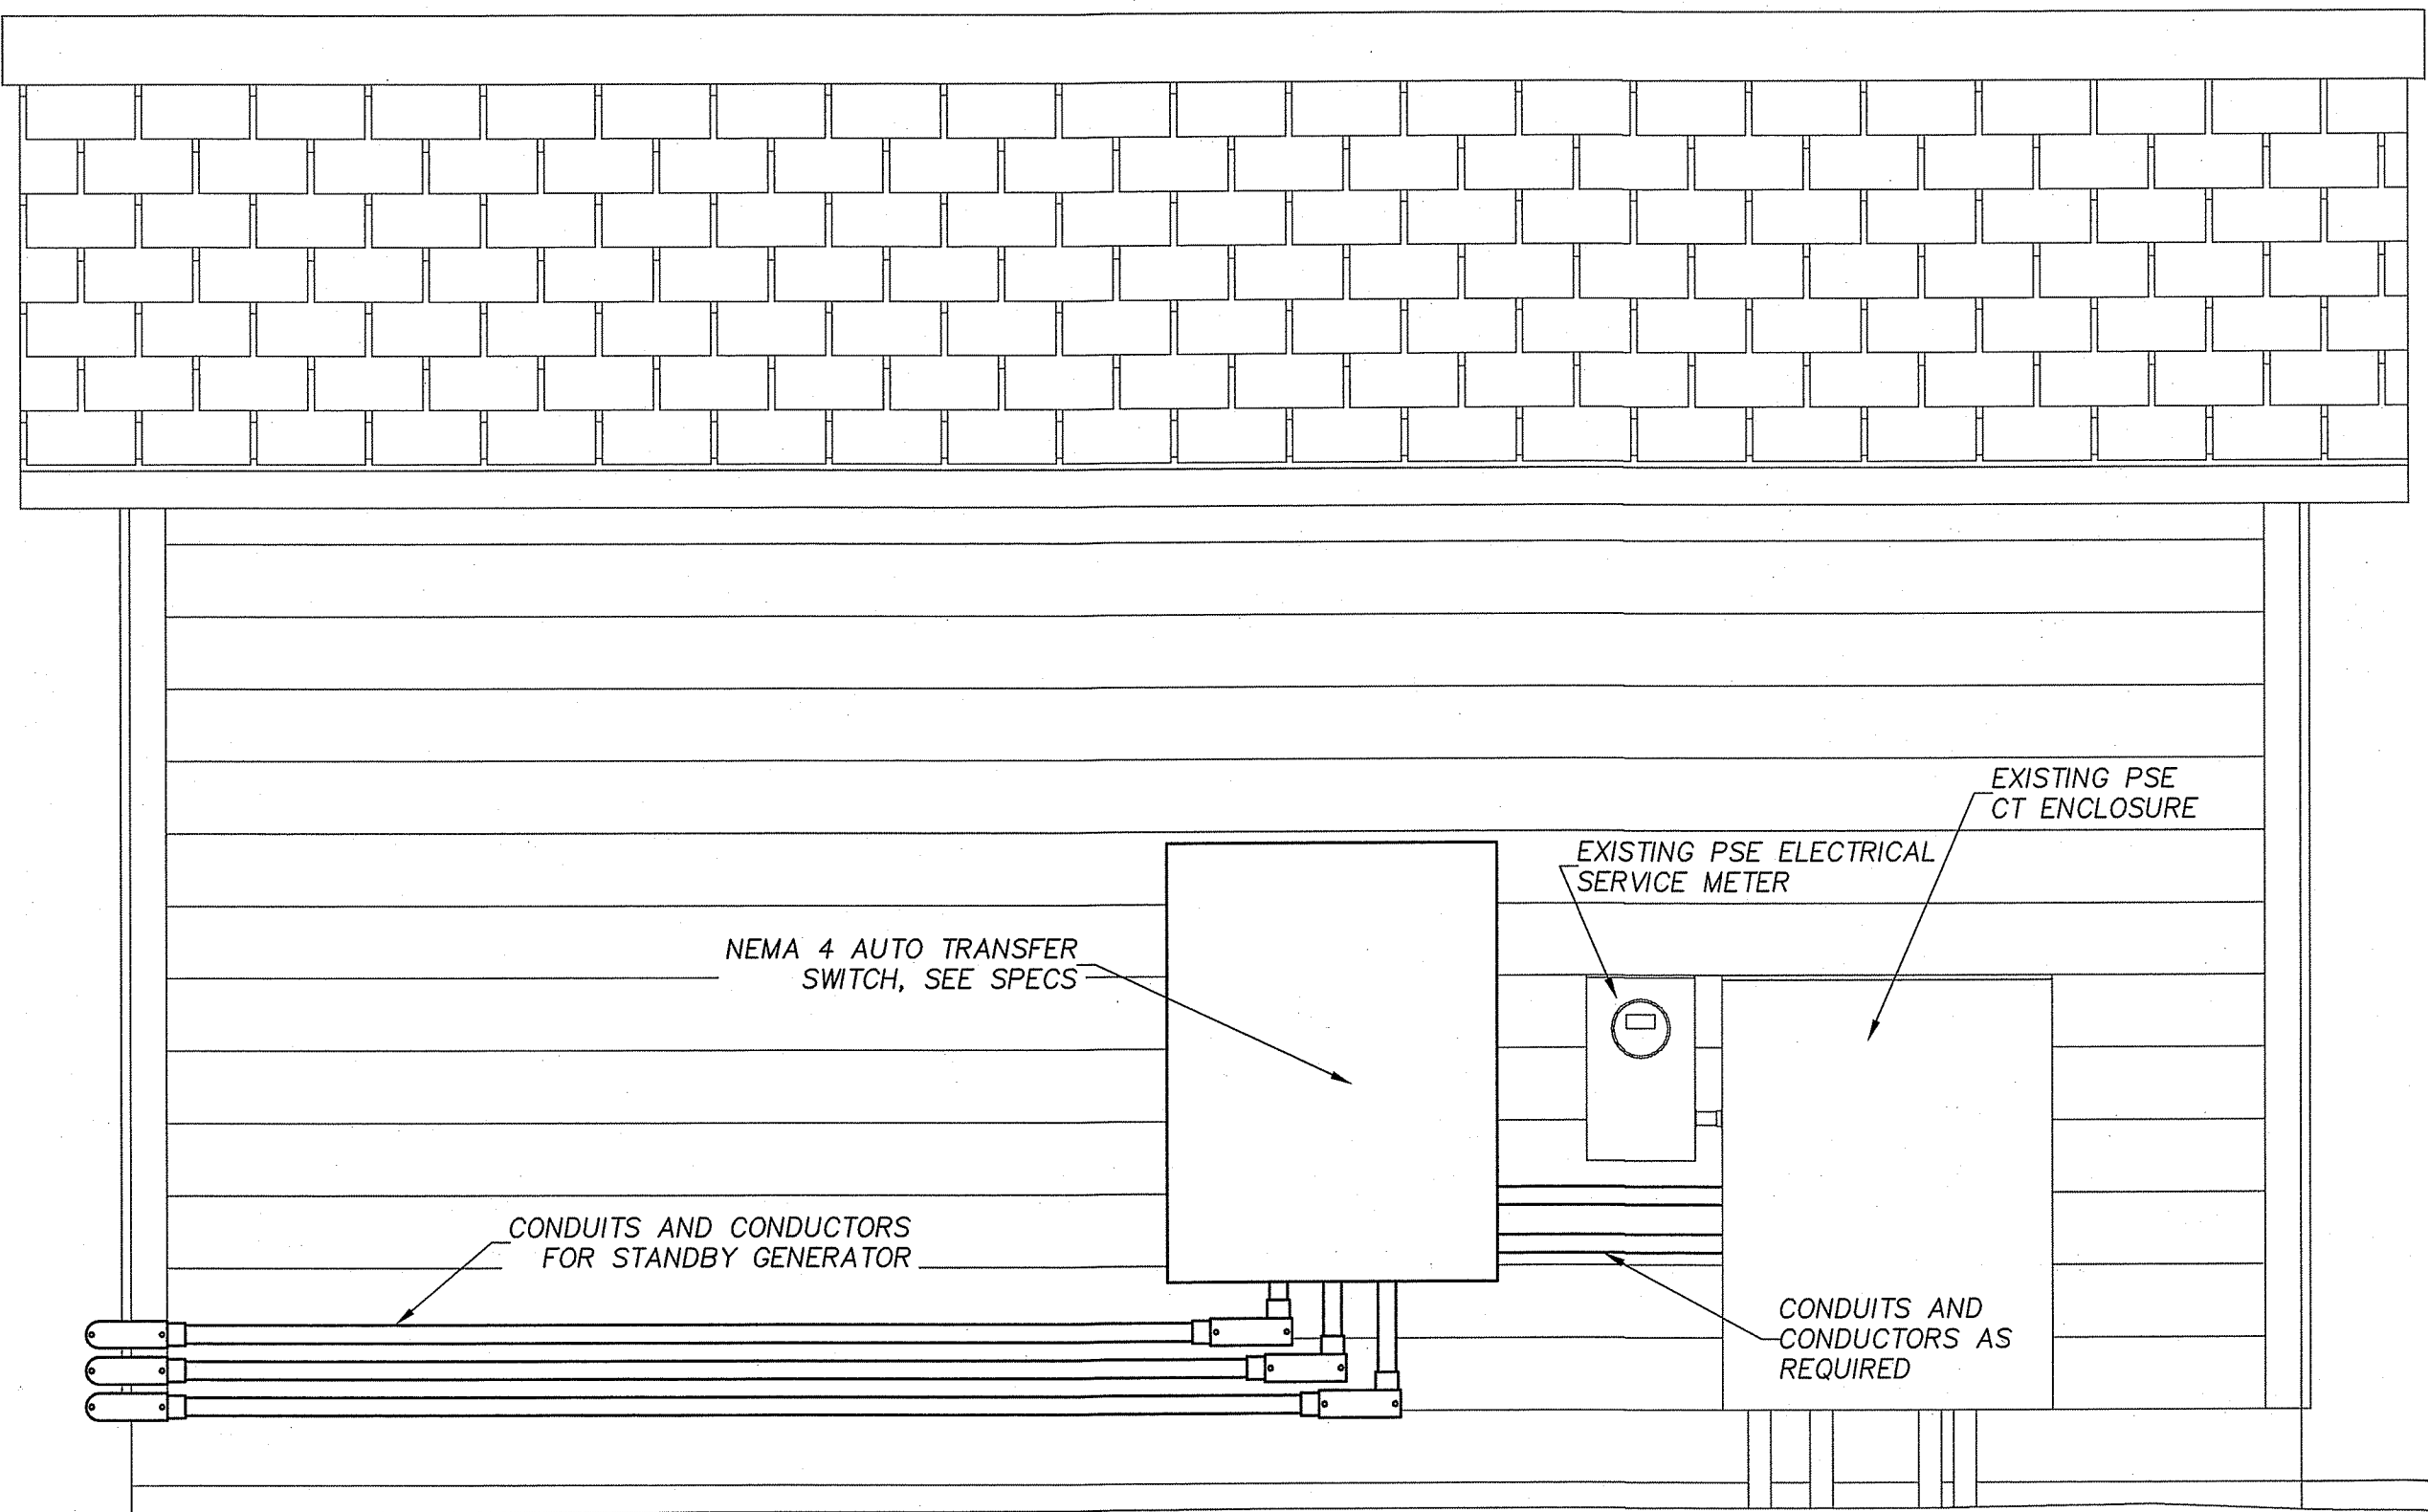 EXISTING PSE
CT ENCLOSURE
EXISTING PSE ELECTRICAL
SERVICE METER
NEMA 4 AUTO TRANSFER
SWITCH, SEE SPECS
CONDUITS AND CONDUCTORS
FOR STANDBY GENERATOR
CONDUITS AND
CONDUCTORS AS
REQUIRED